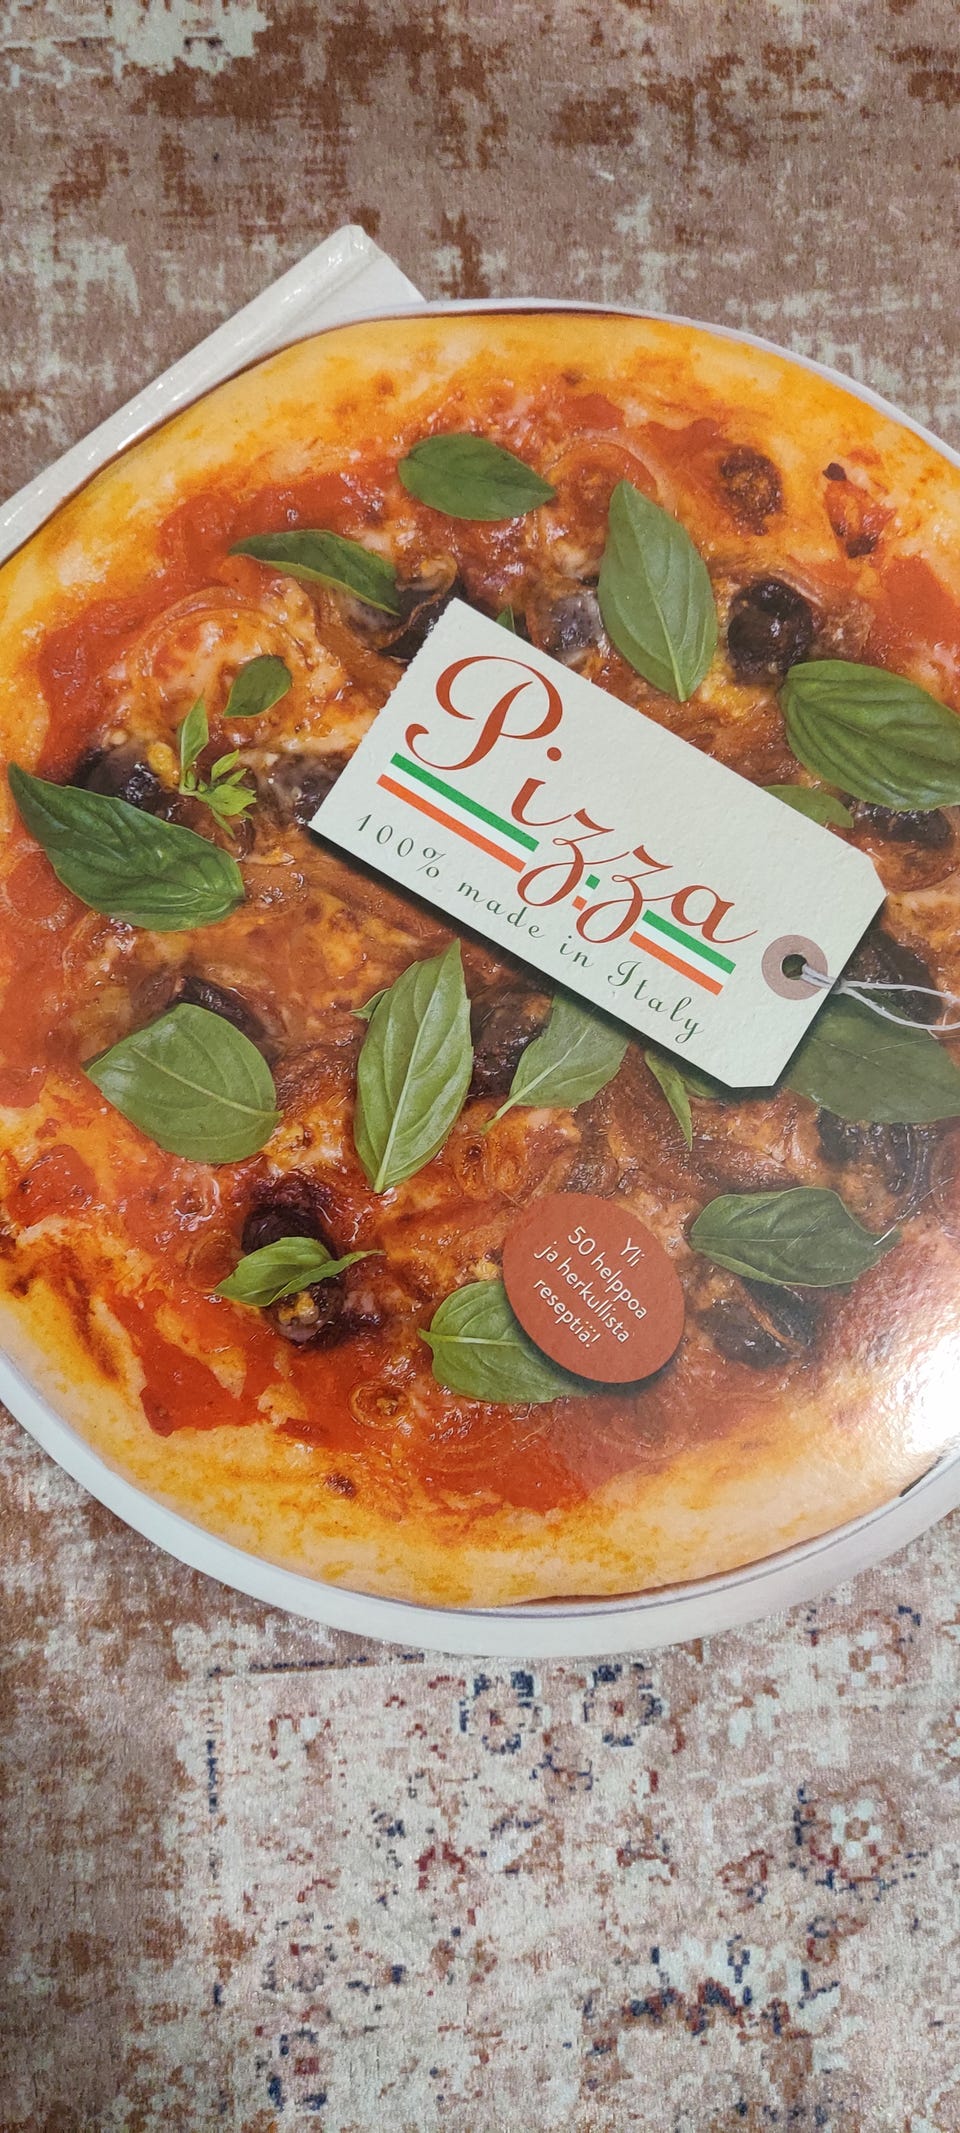 Pizza
100% made in Italy
Yli
50 helppoa
ja herkullista
reseptiä!